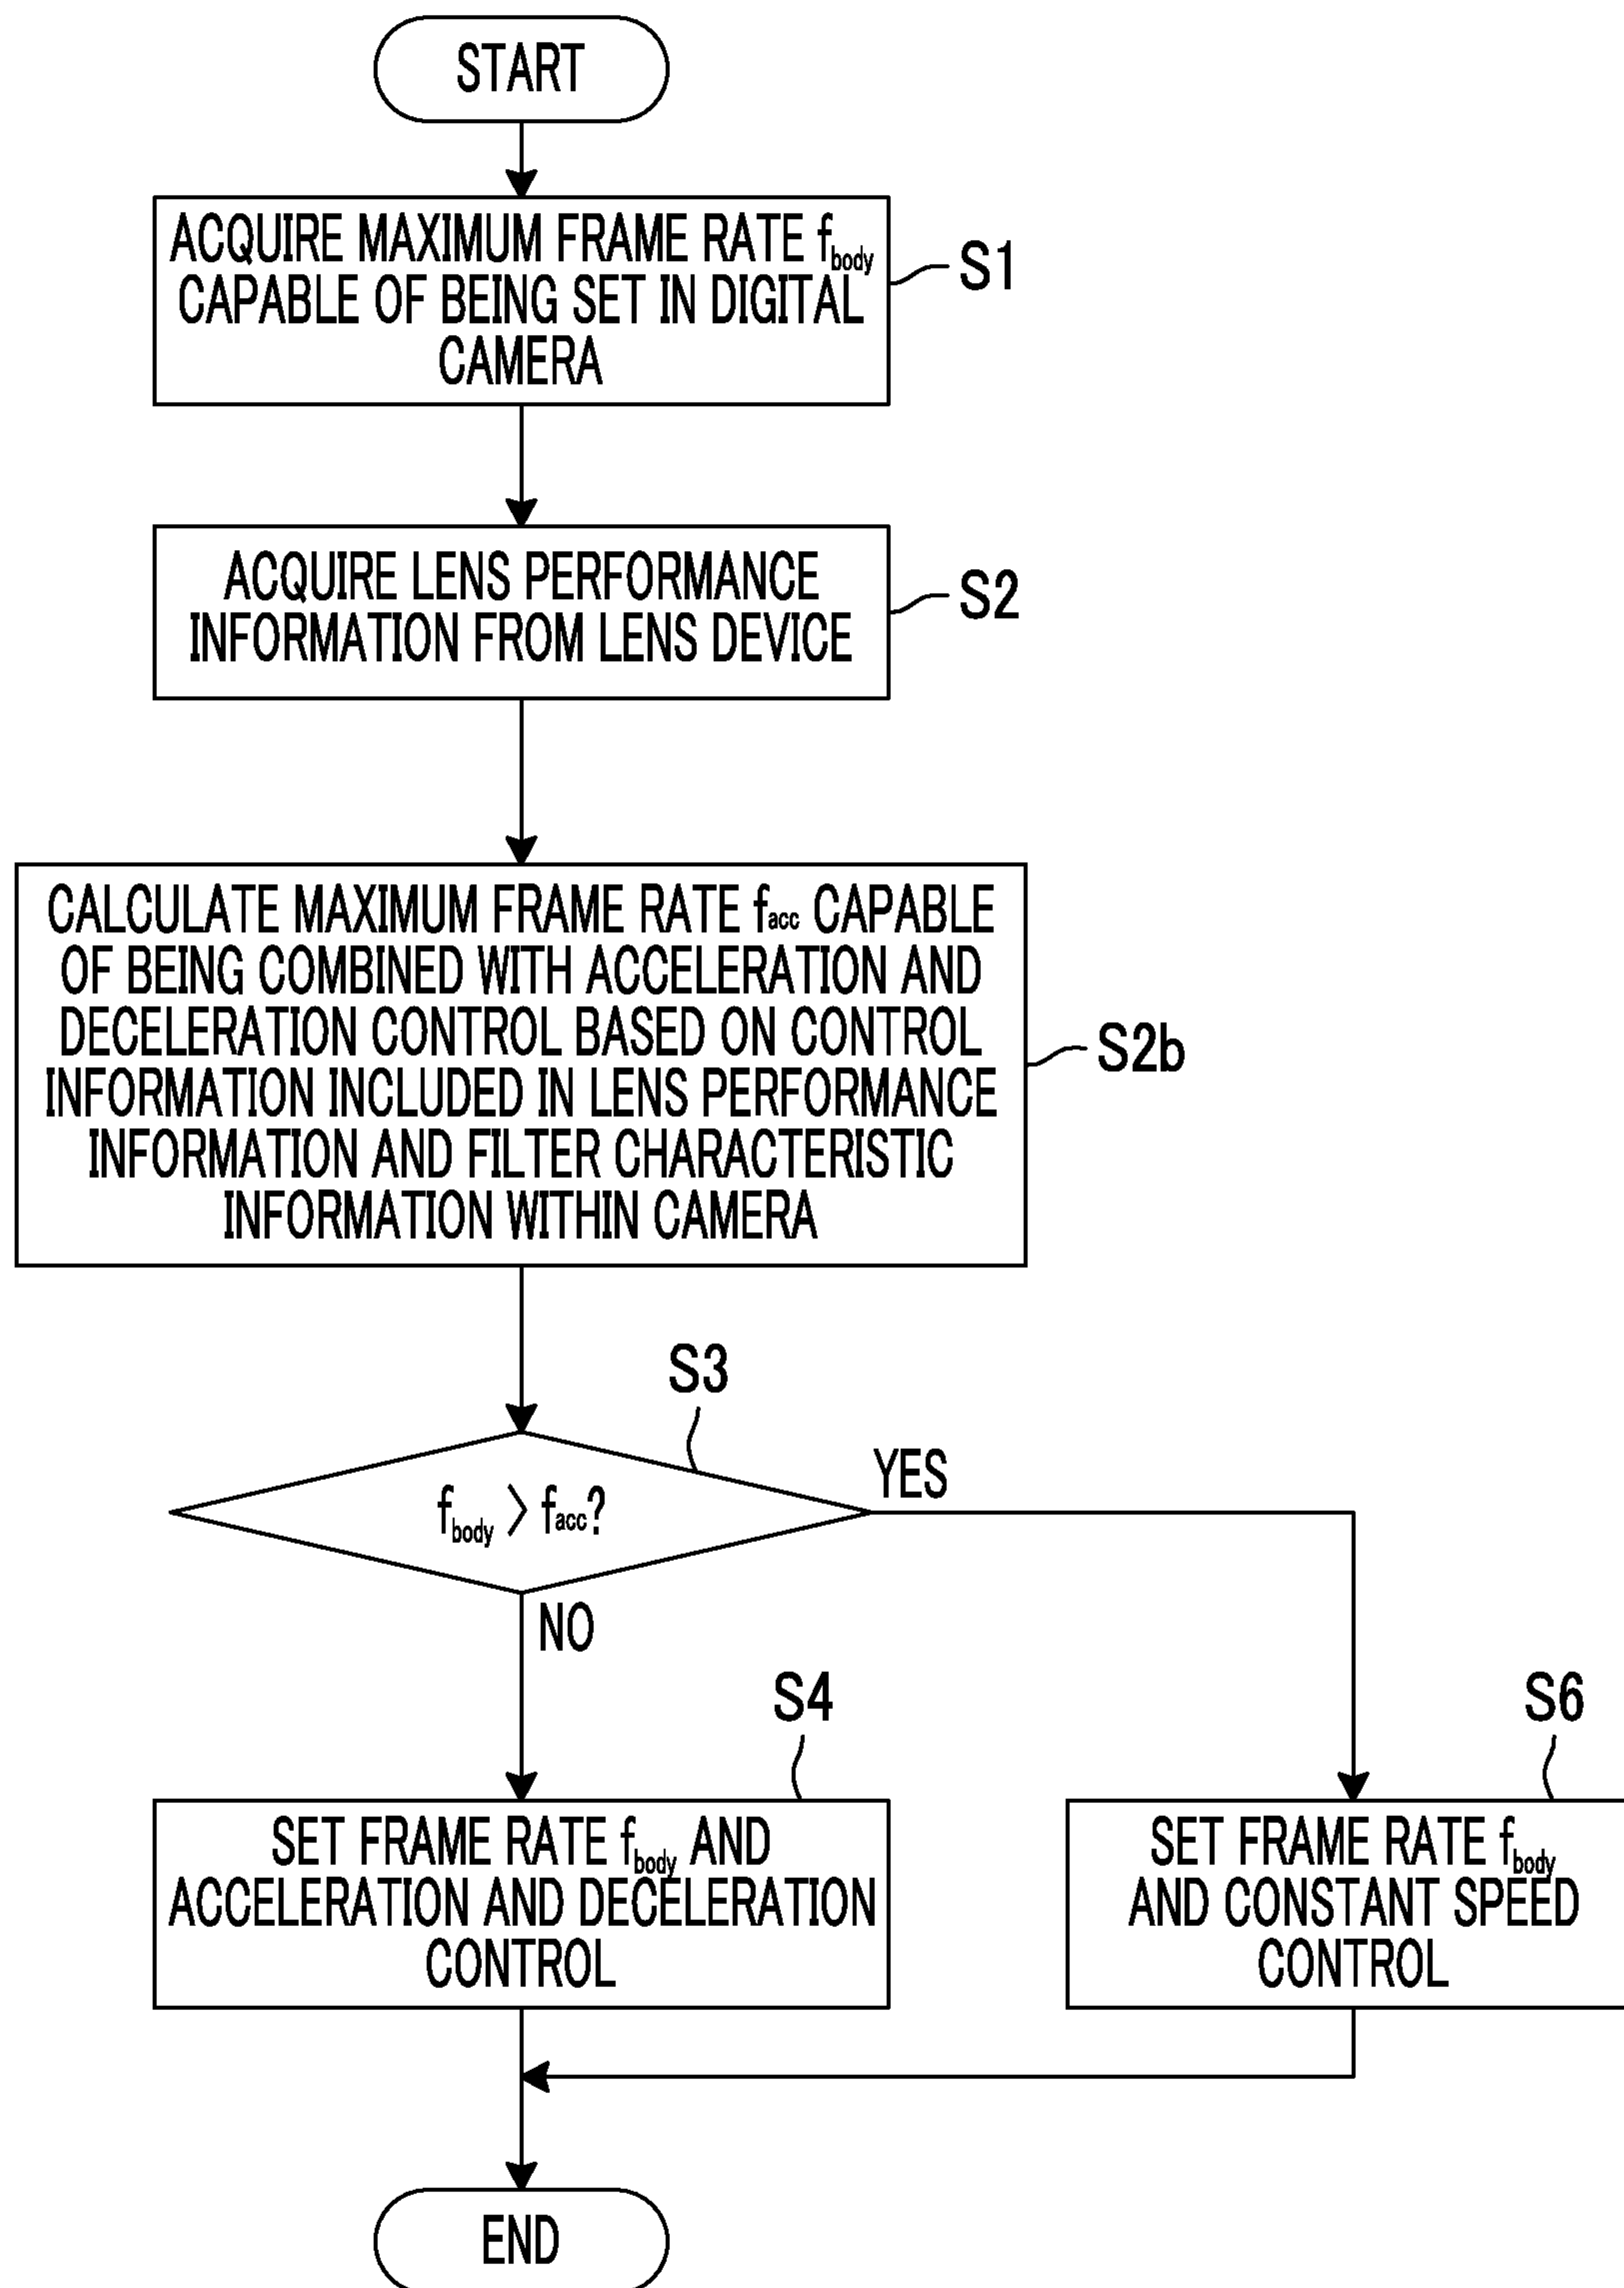 START
ACQUIRE MAXIMUM FRAME RATE fbody
CAPABLE OF BEING SET IN DIGITAL
CAMERA
S1
ACQUIRE LENS PERFORMANCE
INFORMATION FROM LENS DEVICE
S2
CALCULATE MAXIMUM FRAME RATE facc CAPABLE
OF BEING COMBINED WITH ACCELERATION AND
DECELERATION CONTROL BASED ON CONTROL
INFORMATION INCLUDED IN LENS PERFORMANCE
INFORMATION AND FILTER CHARACTERISTIC
INFORMATION WITHIN CAMERA
S2b
S3
fbody > facc?
YES
NO
S4
SET FRAME RATE fbody AND
ACCELERATION AND DECELERATION
CONTROL
S6
SET FRAME RATE fbody
AND CONSTANT SPEED
CONTROL
END